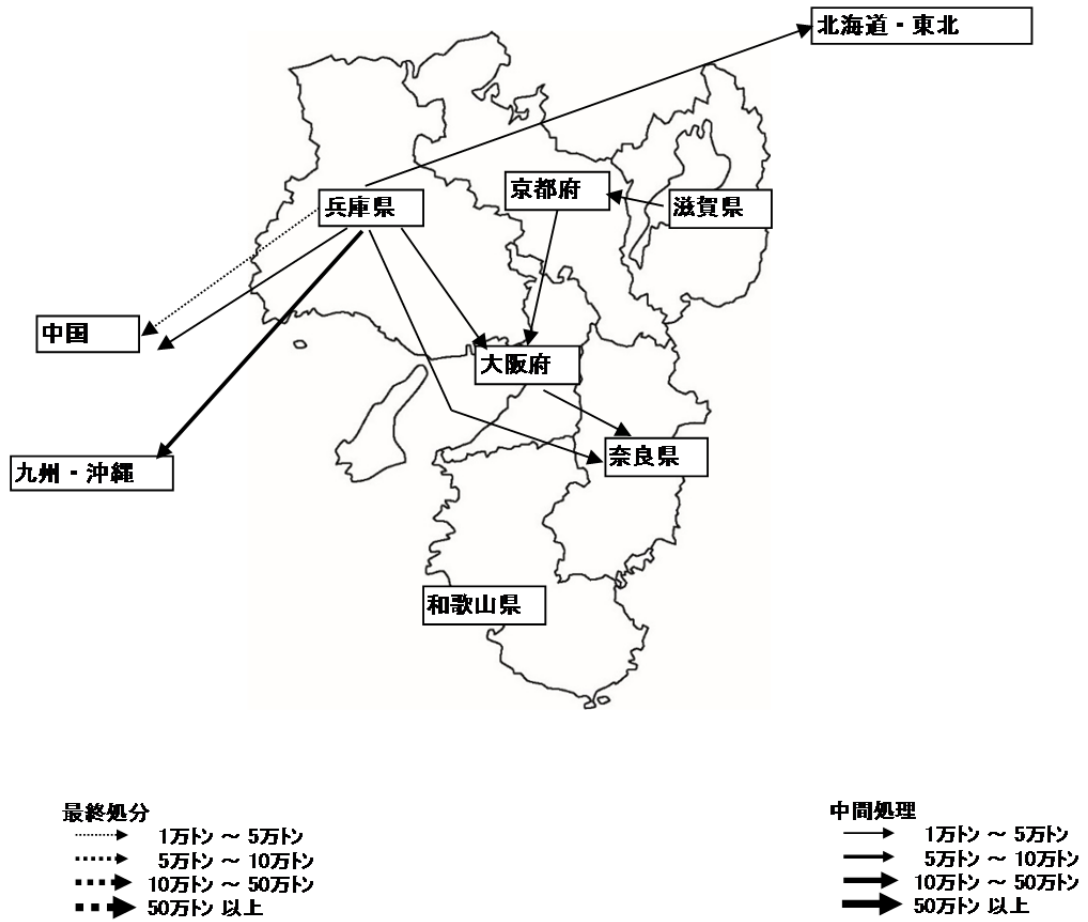 北海道・東北
京都府
兵庫県
滋賀県
中国
大阪府
奈良県
九州・沖縄
和歌山県
最終処分
1万トン ～ 5万トン
5万トン ～ 10万トン
10万トン ～ 50万トン
50万トン 以上
中間処理
1万トン ～ 5万トン
5万トン ～ 10万トン
10万トン ～ 50万トン
50万トン 以上